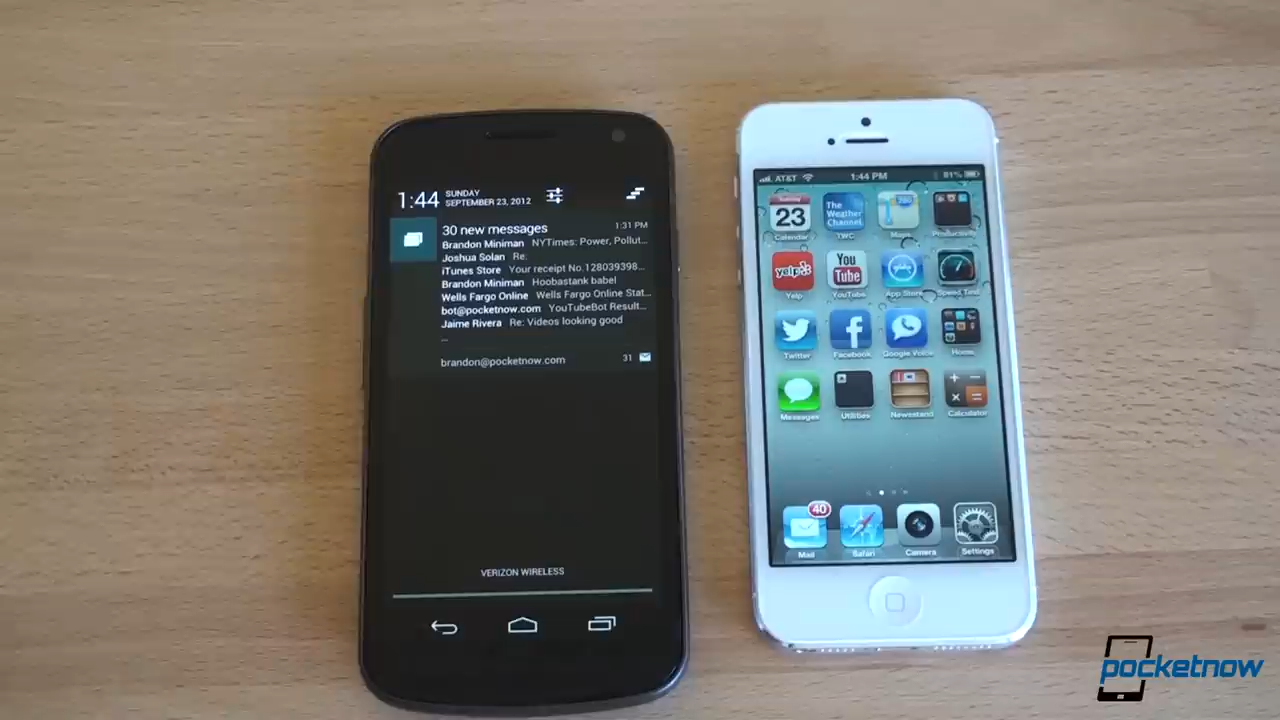 1:44 SUNDAY
SEPTEMBER 23, 2012
30 new messages 1:31 PM
Brandon Miniman NYTimes: Power, Pollut...
Joshua Solan Re:
iTunes Store Your receipt No.128039398...
Brandon Miniman Hoobastank babel
Wells Fargo Online Wells Fargo Online Stat...
bot@pocketnow.com YouTubeBot Result...
Jaime Rivera Re: Videos looking good
...
brandon@pocketnow.com 31
VERIZON WIRELESS
AT&T 1:44 PM 81%
Sunday
23
The
Weather
Channel
280
Calendar TWC Maps Productivity
yelp
You
Tube
Yelp YouTube App Store Speed Test
Twitter Facebook Google Voice Home
Messages Utilities Newsstand Calculator
40
Mail Safari Camera Settings
pocketnow